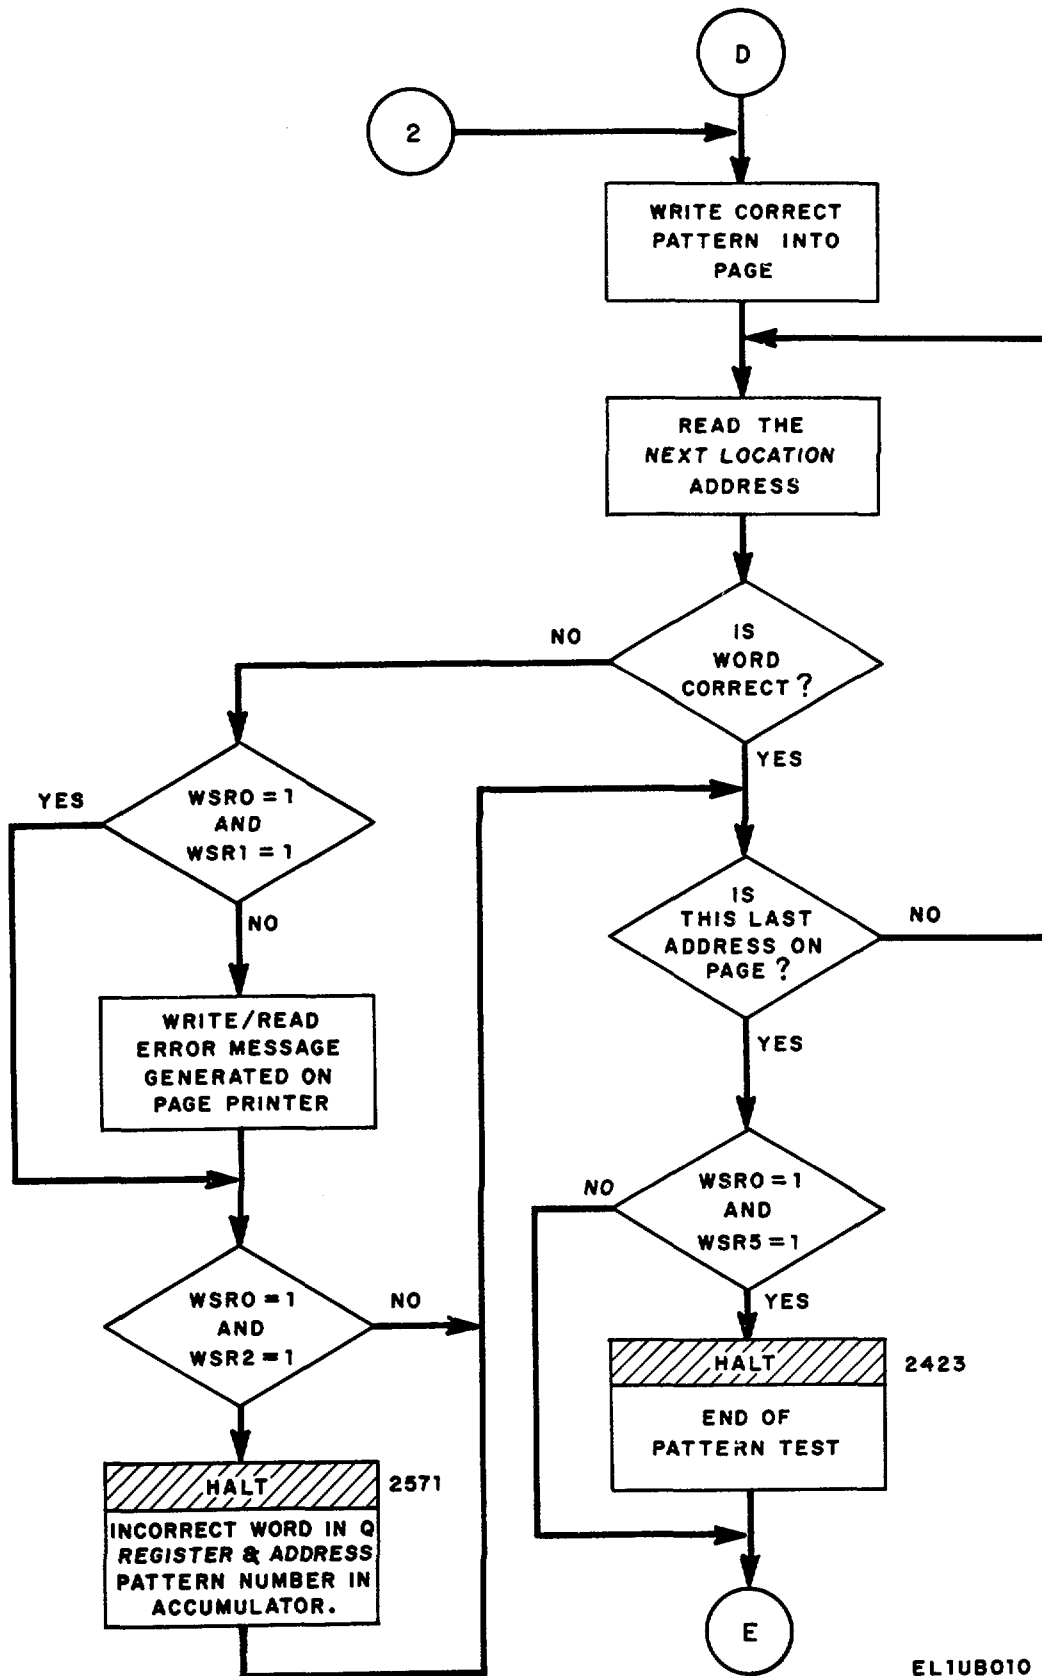 D
2
WRITE CORRECT
PATTERN INTO
PAGE
READ THE
NEXT LOCATION
ADDRESS
IS
WORD
CORRECT?
NO
YES
WSR0 = 1
AND
WSR1 = 1
YES
NO
WRITE/READ
ERROR MESSAGE
GENERATED ON
PAGE PRINTER
IS
THIS LAST
ADDRESS ON
PAGE?
NO
YES
WSR0 = 1
AND
WSR2 = 1
NO
WSR0 = 1
AND
WSR5 = 1
NO
YES
HALT
2423
END OF
PATTERN TEST
HALT
2571
INCORRECT WORD IN Q
REGISTER & ADDRESS
PATTERN NUMBER IN
ACCUMULATOR.
E
EL1UB010